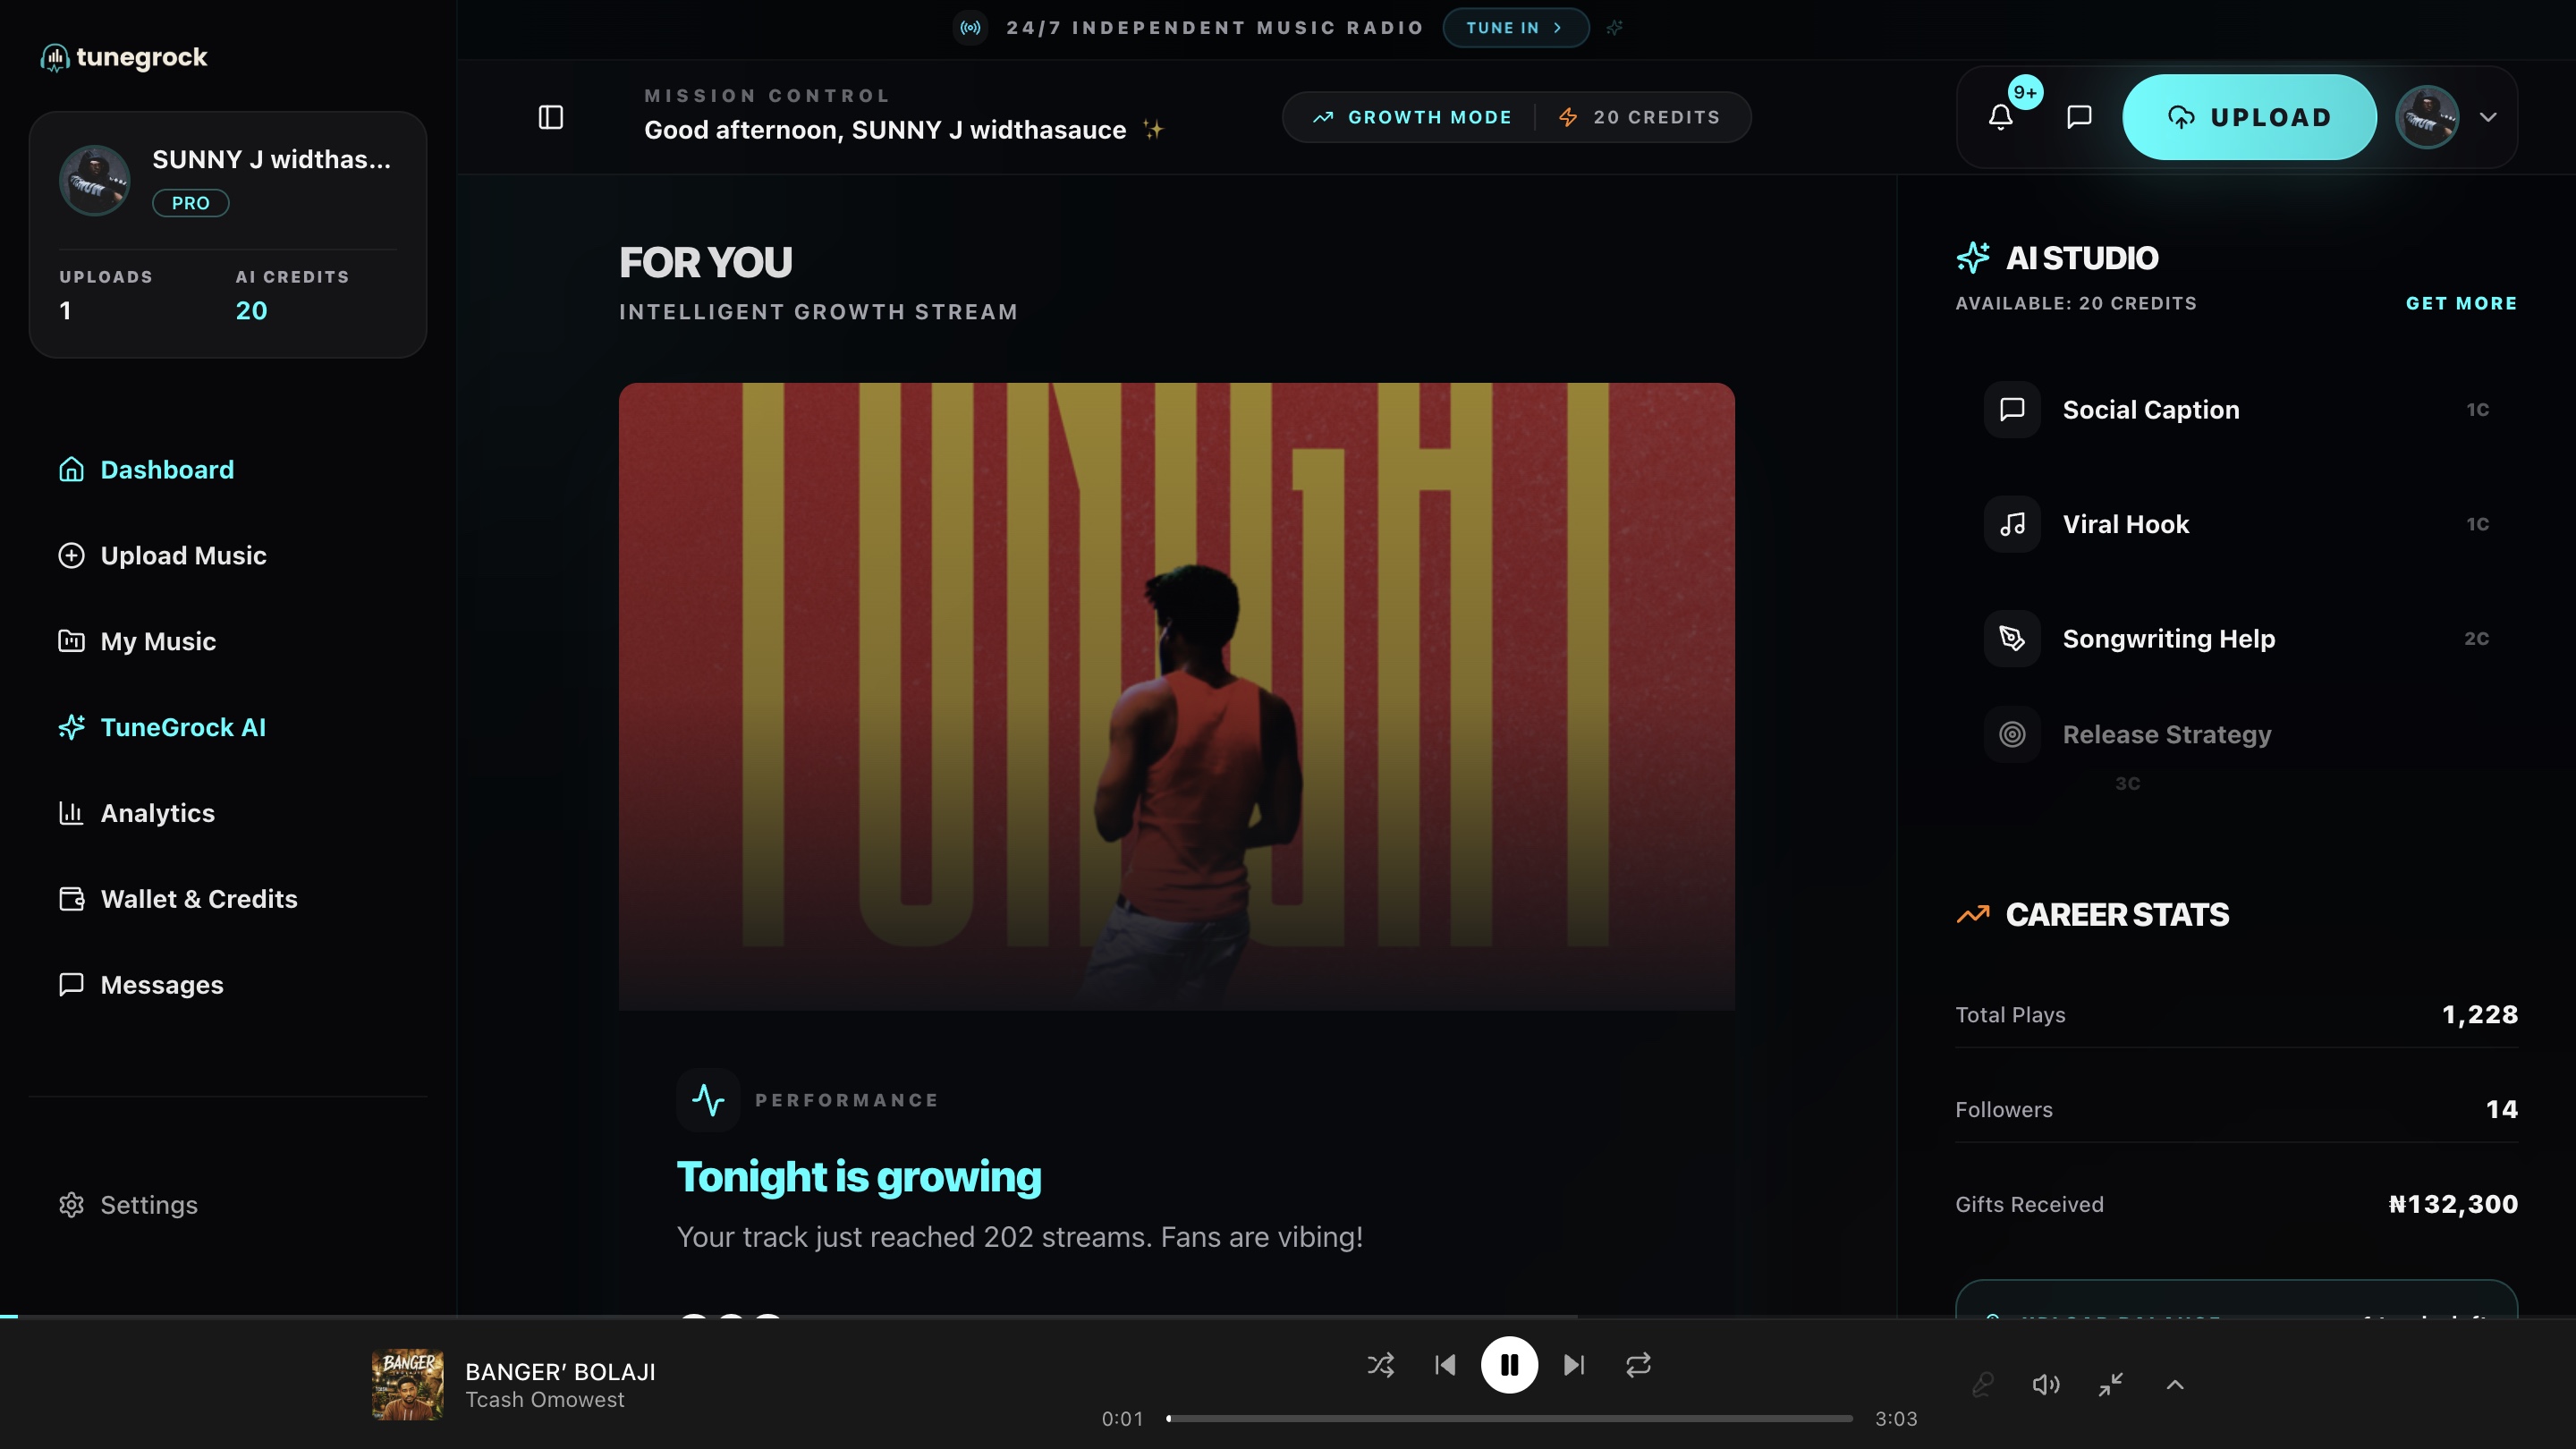 24/7 INDEPENDENT MUSIC RADIO
TUNE IN
tunegrock
SUNNY J widthas...
PRO
UPLOADS
1
AI CREDITS
20
Dashboard
Upload Music
My Music
TuneGrock AI
Analytics
Wallet & Credits
Messages
Settings
MISSION CONTROL
Good afternoon, SUNNY J widthasauce ✨
GROWTH MODE
20 CREDITS
9+
UPLOAD
FOR YOU
INTELLIGENT GROWTH STREAM
TONIGHT
PERFORMANCE
Tonight is growing
Your track just reached 202 streams. Fans are vibing!
AI STUDIO
AVAILABLE: 20 CREDITS
GET MORE
Social Caption
1C
Viral Hook
1C
Songwriting Help
2C
Release Strategy
3C
CAREER STATS
Total Plays
1,228
Followers
14
Gifts Received
₦132,300
BANGER
BANGER’ BOLAJI
Tcash Omowest
0:01
3:03